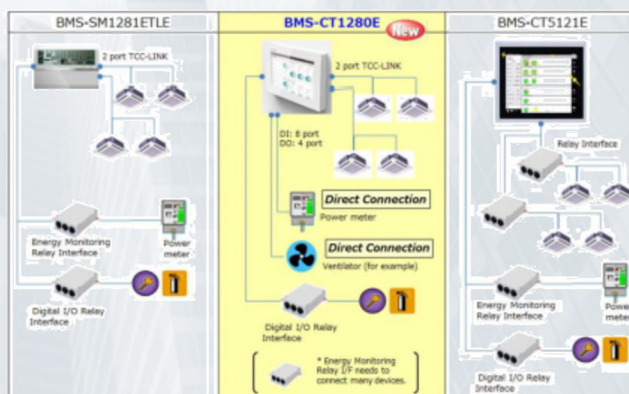 BMS-SM1281ETLE
2 port TCC-LINK
Energy Monitoring
Relay Interface
Power
meter
Digital I/O Relay
Interface
BMS-CT1280E
New
2 port TCC-LINK
DI: 8 port
DO: 4 port
Direct Connection
Power meter
Direct Connection
Ventilator (for example)
Digital I/O Relay
Interface
* Energy Monitoring
Relay I/F needs to
connect many devices.
BMS-CT5121E
Relay Interface
Energy Monitoring
Relay Interface
Power
meter
Digital I/O Relay
Interface